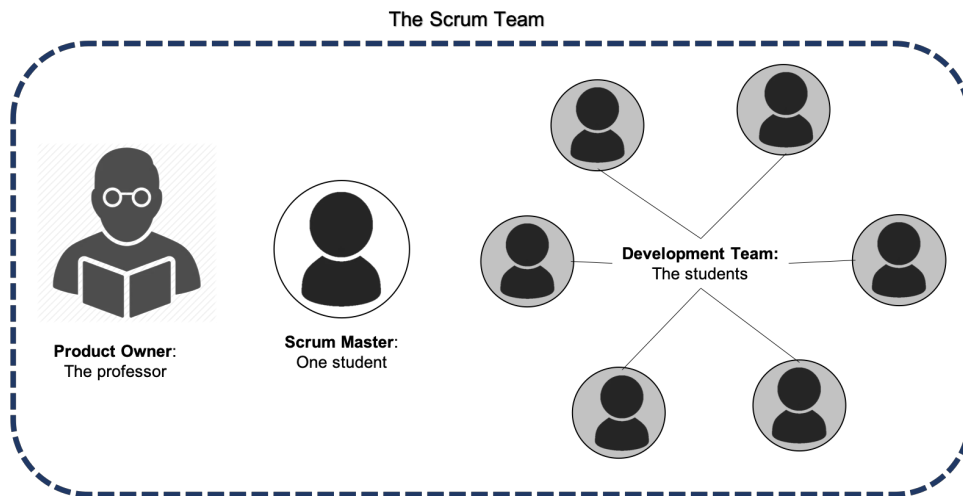 The Scrum Team
Product Owner:
The professor
Scrum Master:
One student
Development Team:
The students